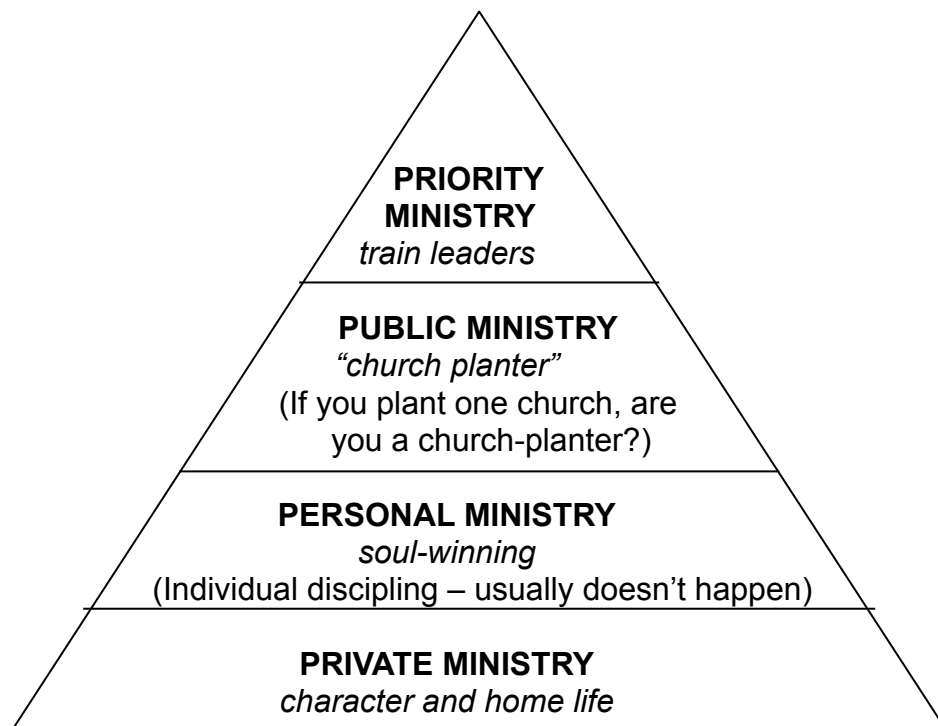 PRIORITY
MINISTRY
train leaders
PUBLIC MINISTRY
“church planter”
(If you plant one church, are
you a church-planter?)
PERSONAL MINISTRY
soul-winning
(Individual discipling – usually doesn’t happen)
PRIVATE MINISTRY
character and home life